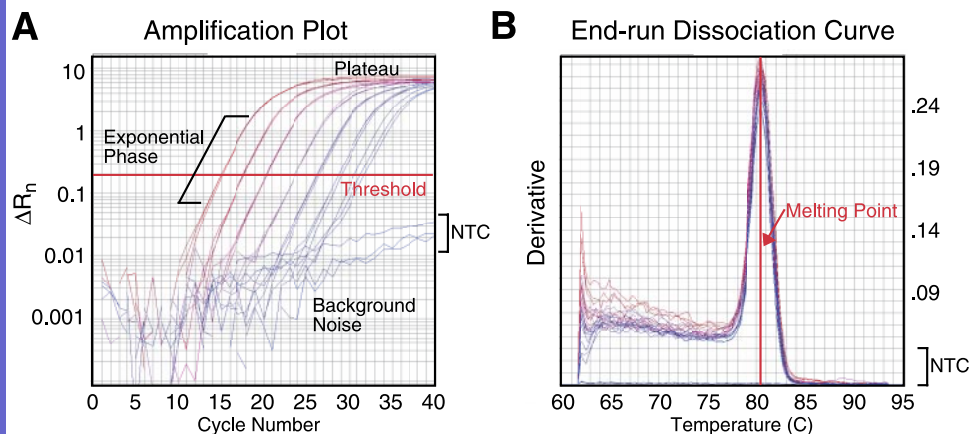 A Amplification Plot
10
1
0.1
0.01
0.001
ΔRn
Plateau
Exponential
Phase
Threshold
NTC
Background
Noise
0 5 10 15 20 25 30 35 40
Cycle Number
B End-run Dissociation Curve
Derivative
.24
.19
.14
.09
Melting Point
NTC
60 65 70 75 80 85 90 95
Temperature (C)